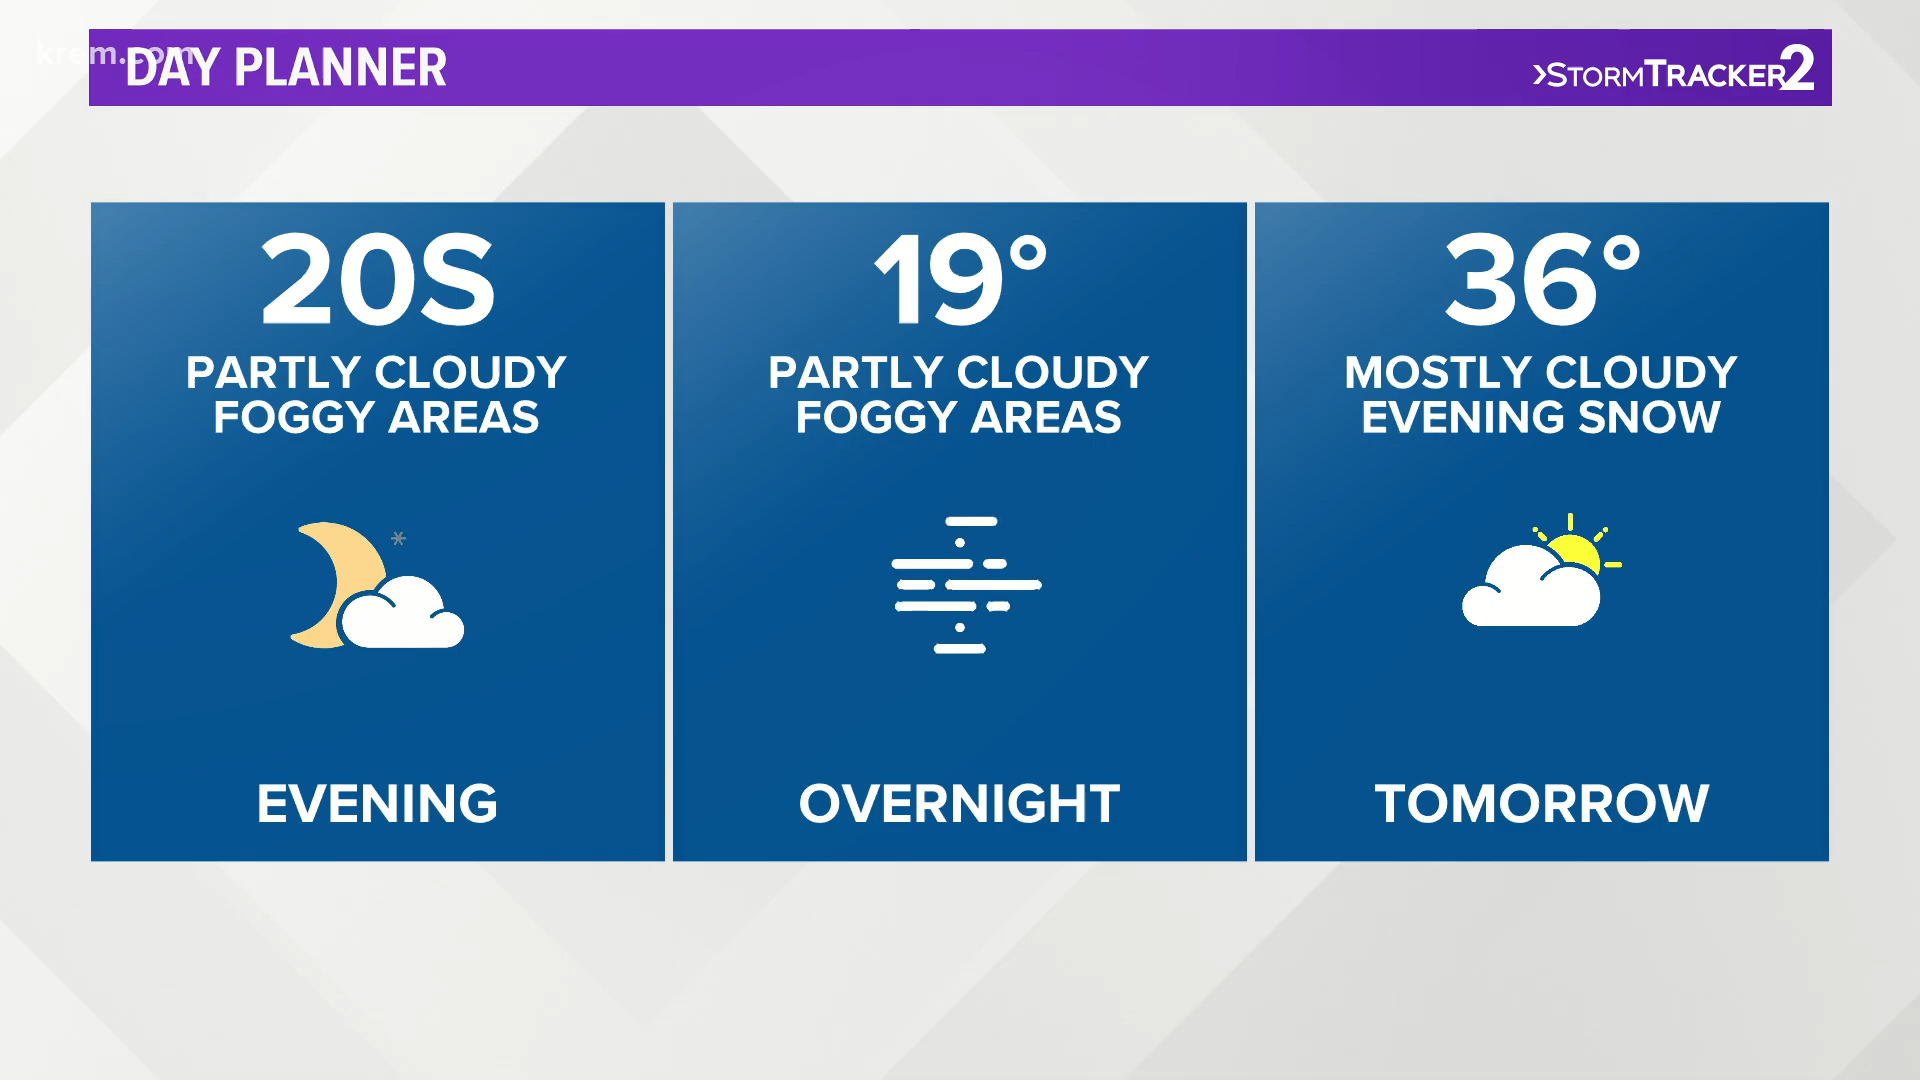 krem.com
DAY PLANNER
STORMTRACKER2
20S
PARTLY CLOUDY
FOGGY AREAS
EVENING
19°
PARTLY CLOUDY
FOGGY AREAS
OVERNIGHT
36°
MOSTLY CLOUDY
EVENING SNOW
TOMORROW